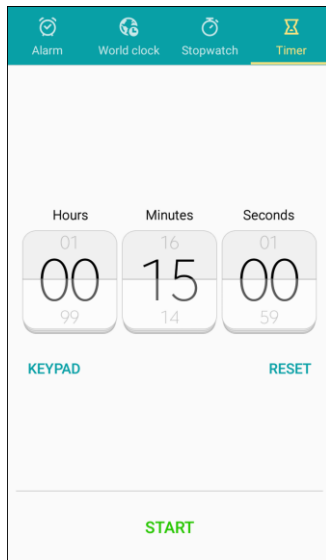 Alarm World clock Stopwatch Timer
Hours Minutes Seconds
01 16 01
00 15 00
99 14 59
KEYPAD RESET
START